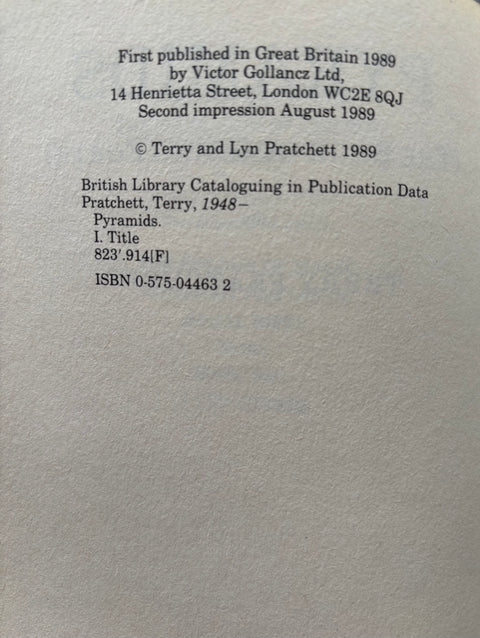 First published in Great Britain 1989
by Victor Gollancz Ltd,
14 Henrietta Street, London WC2E 8QJ
Second impression August 1989
© Terry and Lyn Pratchett 1989
British Library Cataloguing in Publication Data
Pratchett, Terry, 1948–
Pyramids.
I. Title
823'.914[F]
ISBN 0-575-04463 2